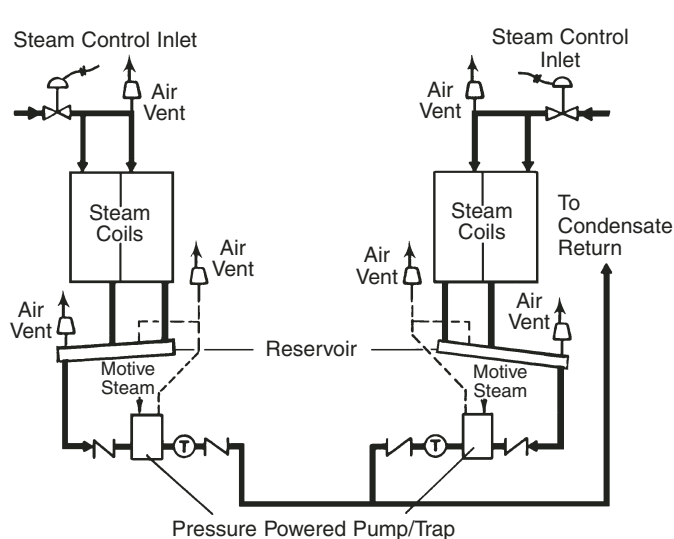 Steam Control Inlet
Steam Control
Inlet
Air
Vent
Air
Vent
Steam
Coils
Steam
Coils
To
Condensate
Return
Air
Vent
Air
Vent
Air
Vent
Air
Vent
Reservoir
Motive
Steam
Motive
Steam
T
T
Pressure Powered Pump/Trap